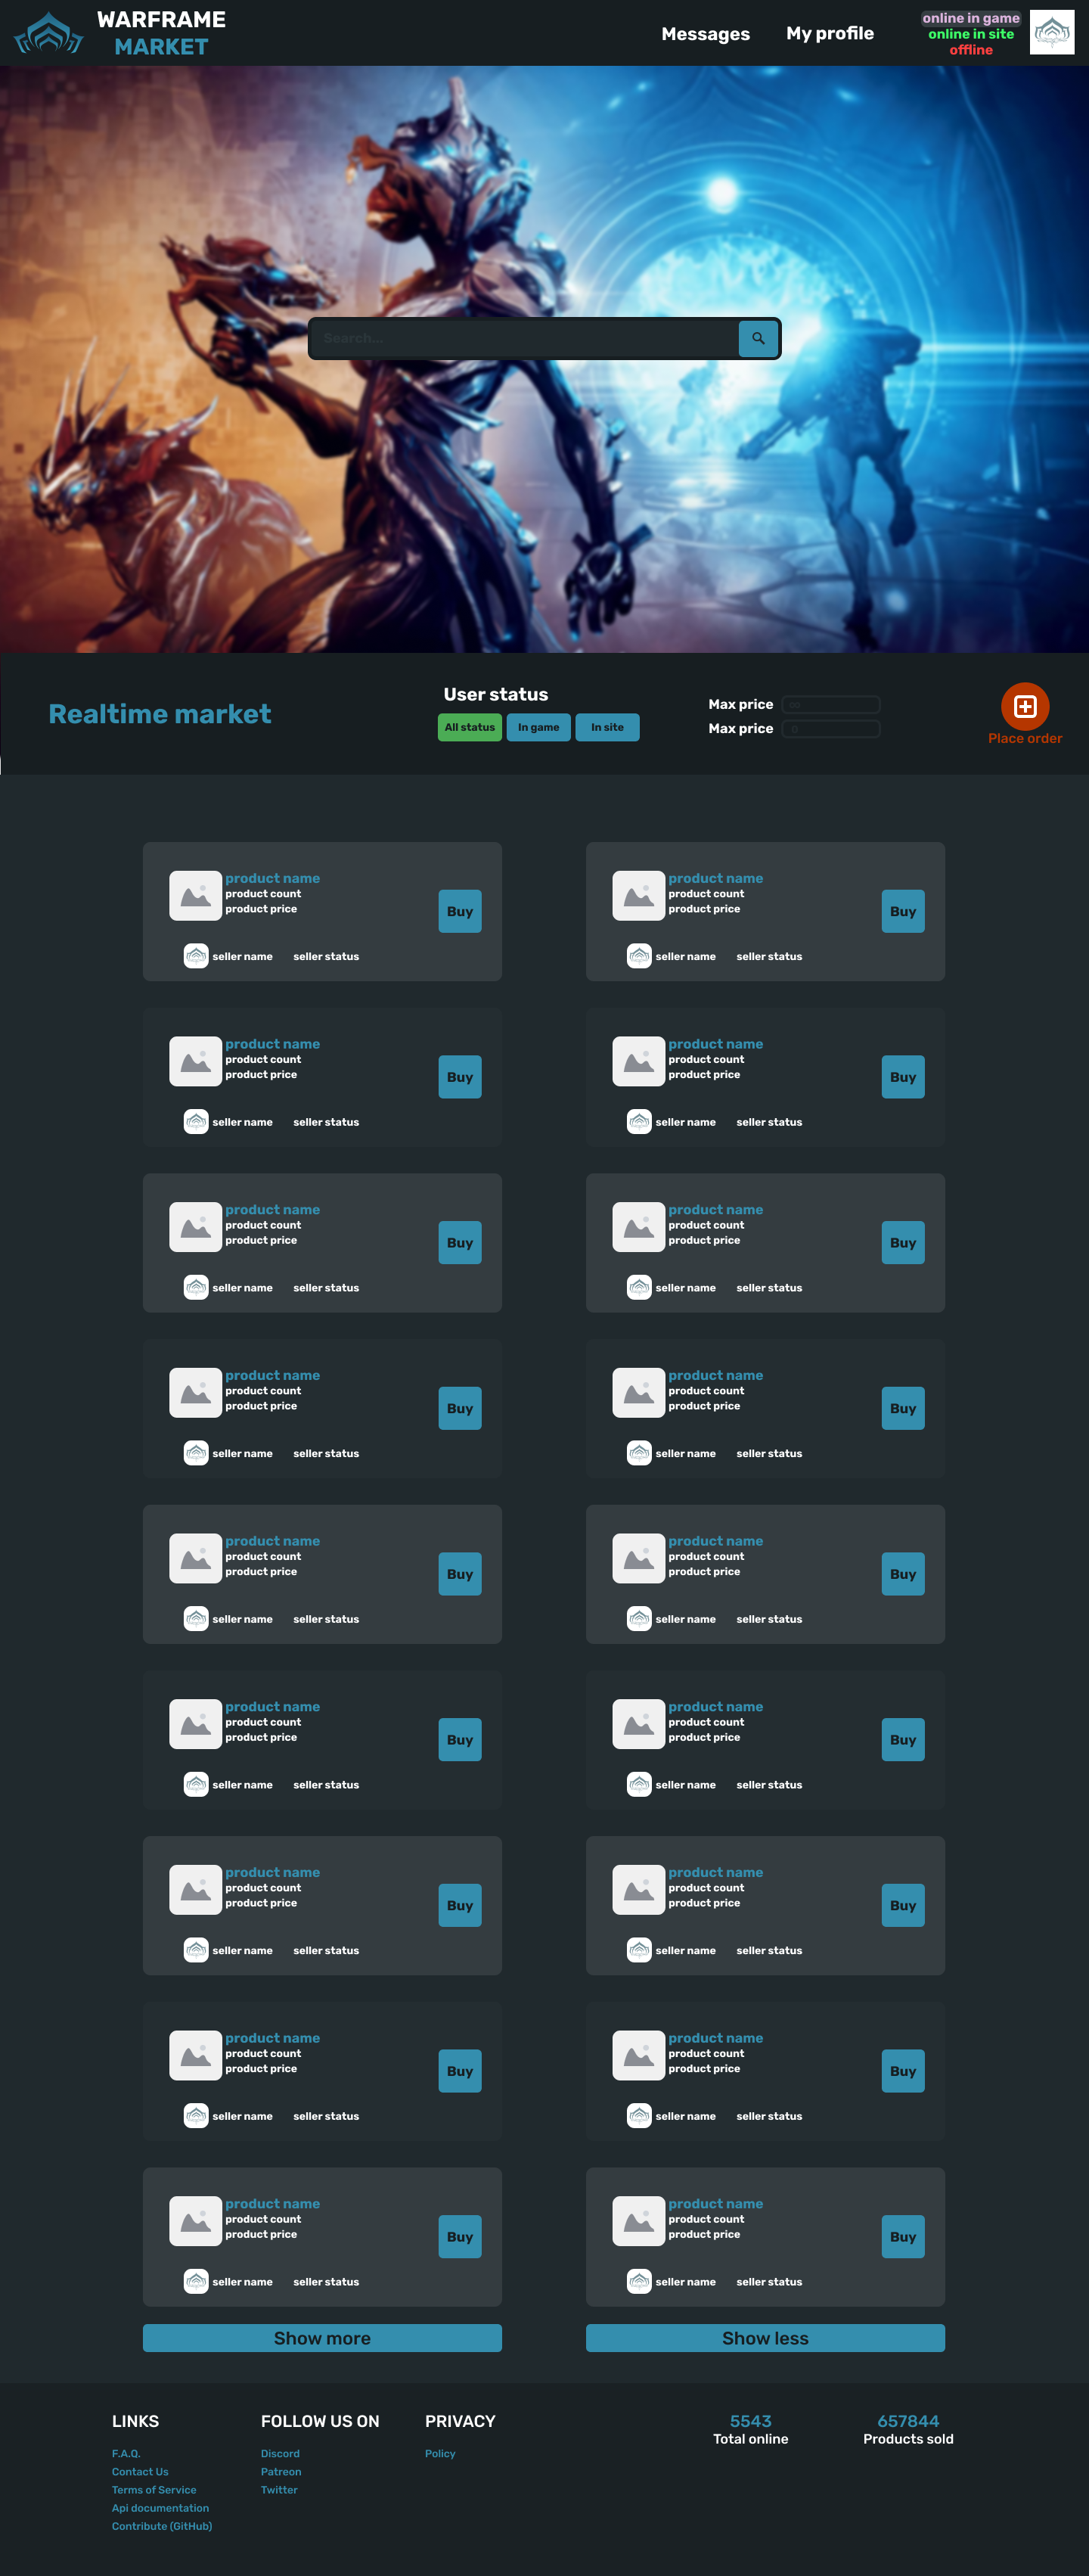 WARFRAME
MARKET
Messages
My profile
online in game
online in site
offline
Search...
Realtime market
User status
All status
In game
In site
Max price
∞
Max price
0
Place order
product name
product count
product price
Buy
seller name
seller status
product name
product count
product price
Buy
seller name
seller status
product name
product count
product price
Buy
seller name
seller status
product name
product count
product price
Buy
seller name
seller status
product name
product count
product price
Buy
seller name
seller status
product name
product count
product price
Buy
seller name
seller status
product name
product count
product price
Buy
seller name
seller status
product name
product count
product price
Buy
seller name
seller status
product name
product count
product price
Buy
seller name
seller status
product name
product count
product price
Buy
seller name
seller status
product name
product count
product price
Buy
seller name
seller status
product name
product count
product price
Buy
seller name
seller status
product name
product count
product price
Buy
seller name
seller status
product name
product count
product price
Buy
seller name
seller status
product name
product count
product price
Buy
seller name
seller status
product name
product count
product price
Buy
seller name
seller status
product name
product count
product price
Buy
seller name
seller status
product name
product count
product price
Buy
seller name
seller status
Show more
Show less
LINKS
F.A.Q.
Contact Us
Terms of Service
Api documentation
Contribute (GitHub)
FOLLOW US ON
Discord
Patreon
Twitter
PRIVACY
Policy
5543
Total online
657844
Products sold